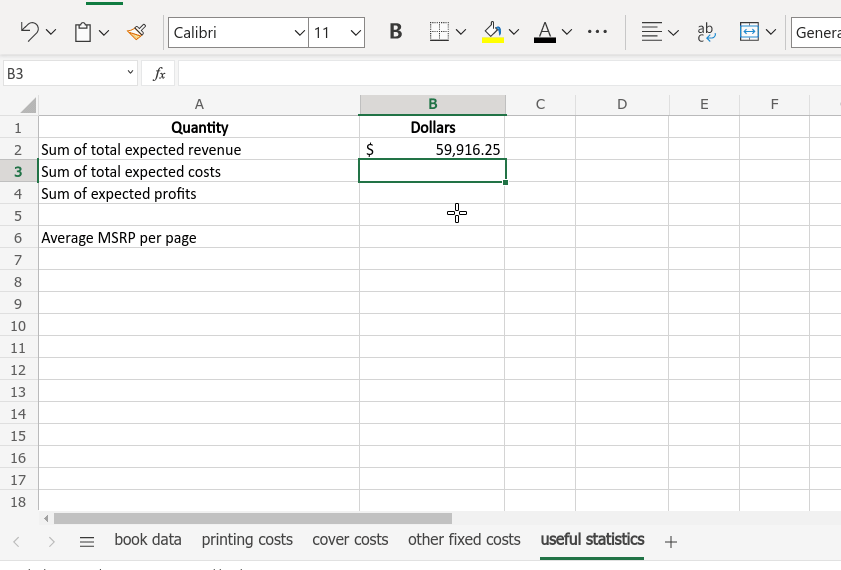 Calibri 11 B A ab c Genera
B3 fx
A B C D E F
1 Quantity Dollars
2 Sum of total expected revenue $ 59,916.25
3 Sum of total expected costs
4 Sum of expected profits
5
6 Average MSRP per page
7
8
9
10
11
12
13
14
15
16
17
18
book data printing costs cover costs other fixed costs useful statistics